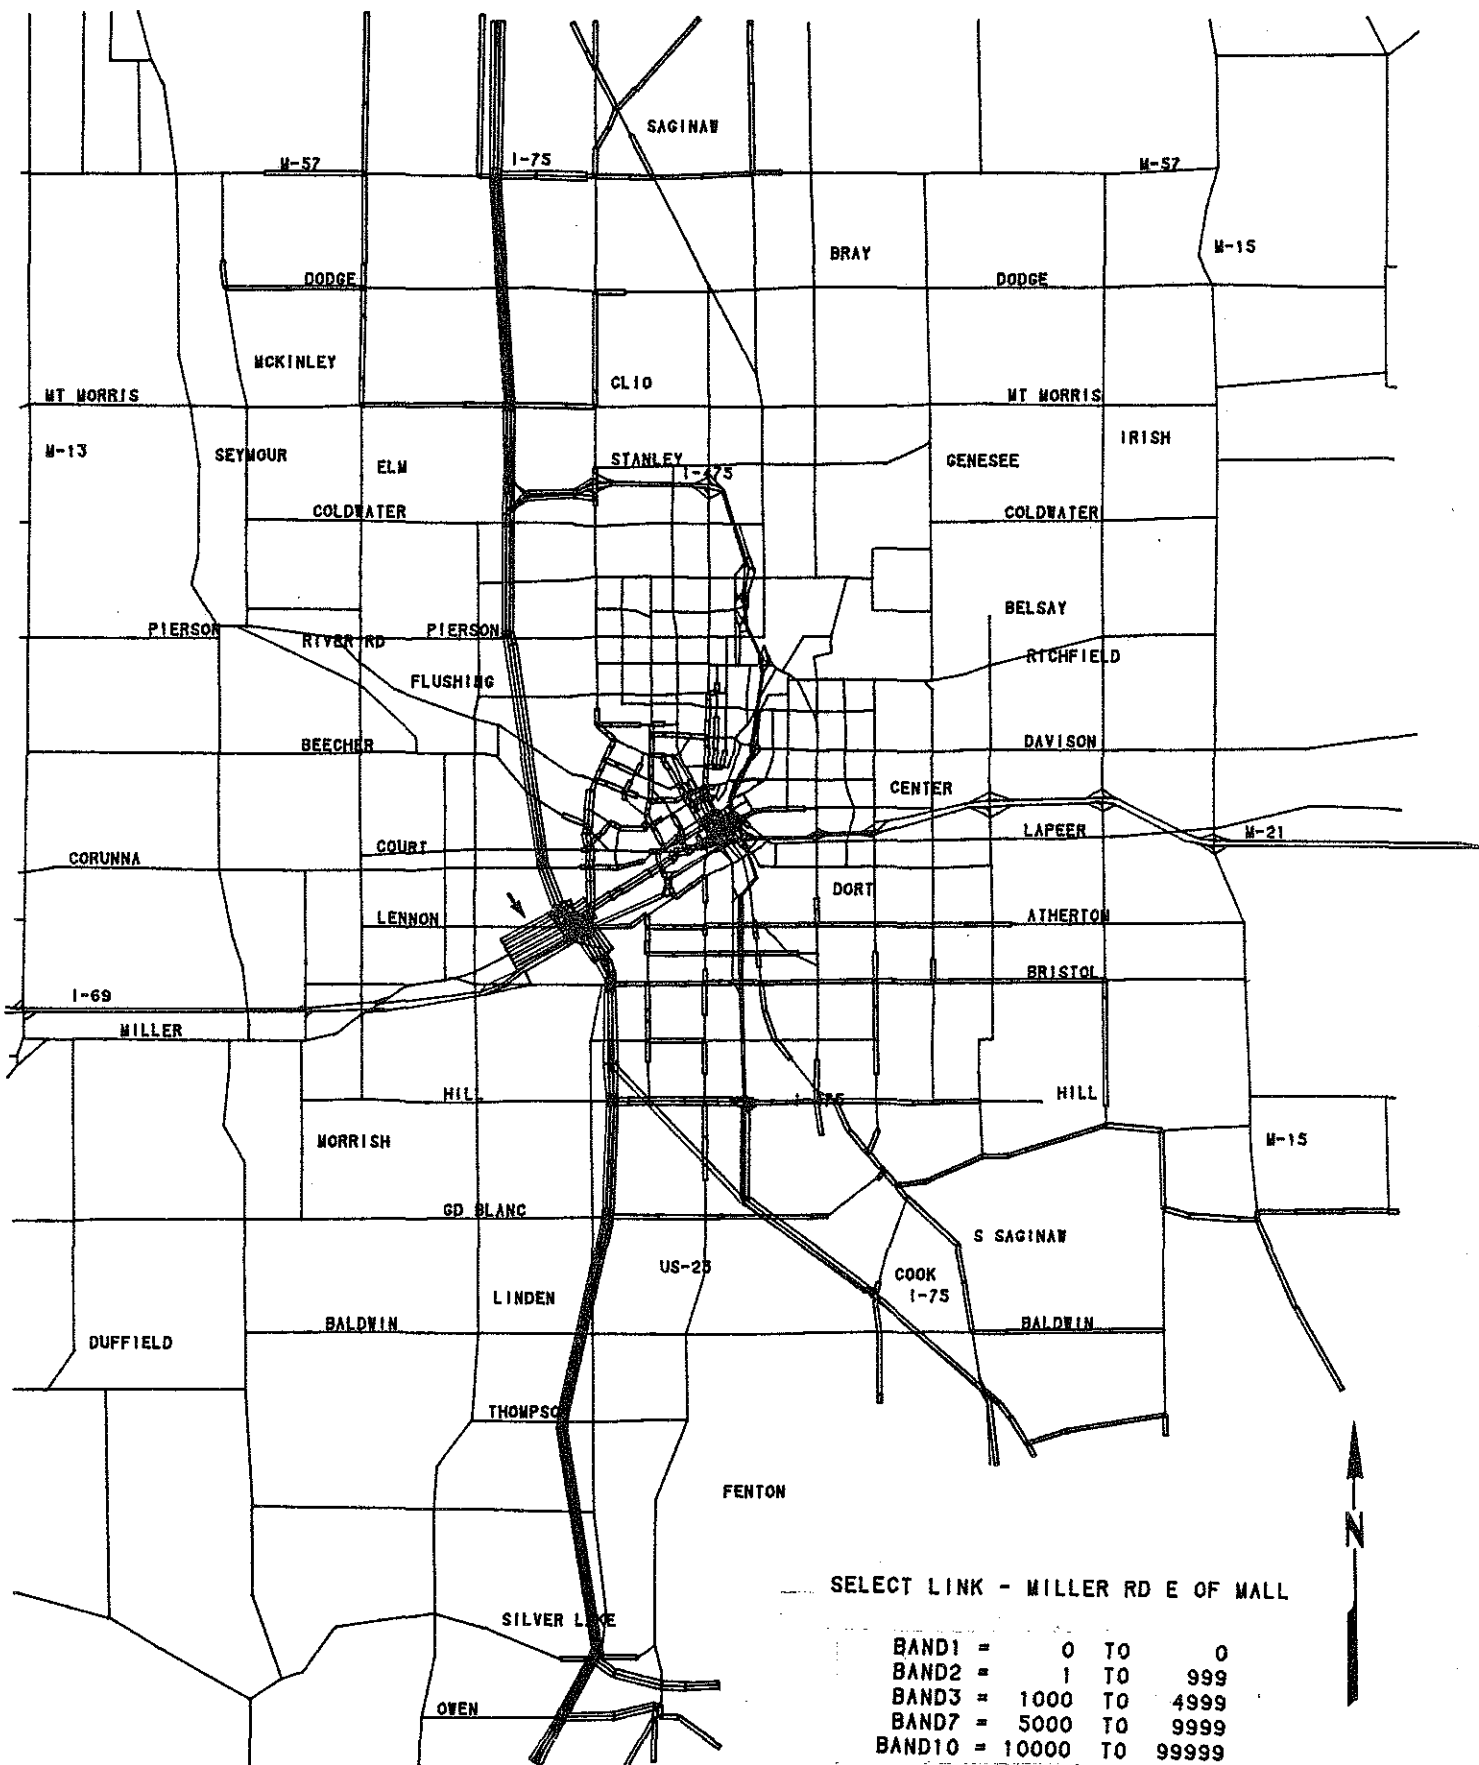 SAGINAW
M-57
I-75
M-57
BRAY
M-15
DODGE
DODGE
MCKINLEY
CLIO
MT MORRIS
MT MORRIS
M-13
SEYMOUR
ELM
STANLEY
I-475
GENESEE
IRISH
COLDWATER
COLDWATER
BELSAY
PIERSON
RIVER RD
PIERSON
RICHFIELD
FLUSHING
BEECHER
DAVISON
CENTER
CORUNNA
COURT
LAPEER
M-21
DORT
LENNON
ATHERTON
BRISTOL
I-69
MILLER
HILL
I-75
HILL
MORRISH
M-15
GD BLANC
S SAGINAW
US-23
COOK
I-75
LINDEN
BALDWIN
BALDWIN
DUFFIELD
THOMPSO
FENTON
N
SELECT LINK - MILLER RD E OF MALL
SILVER LAKE
BAND1 = 0 TO 0
BAND2 = 1 TO 999
BAND3 = 1000 TO 4999
OWEN
BAND7 = 5000 TO 9999
BAND10 = 10000 TO 99999